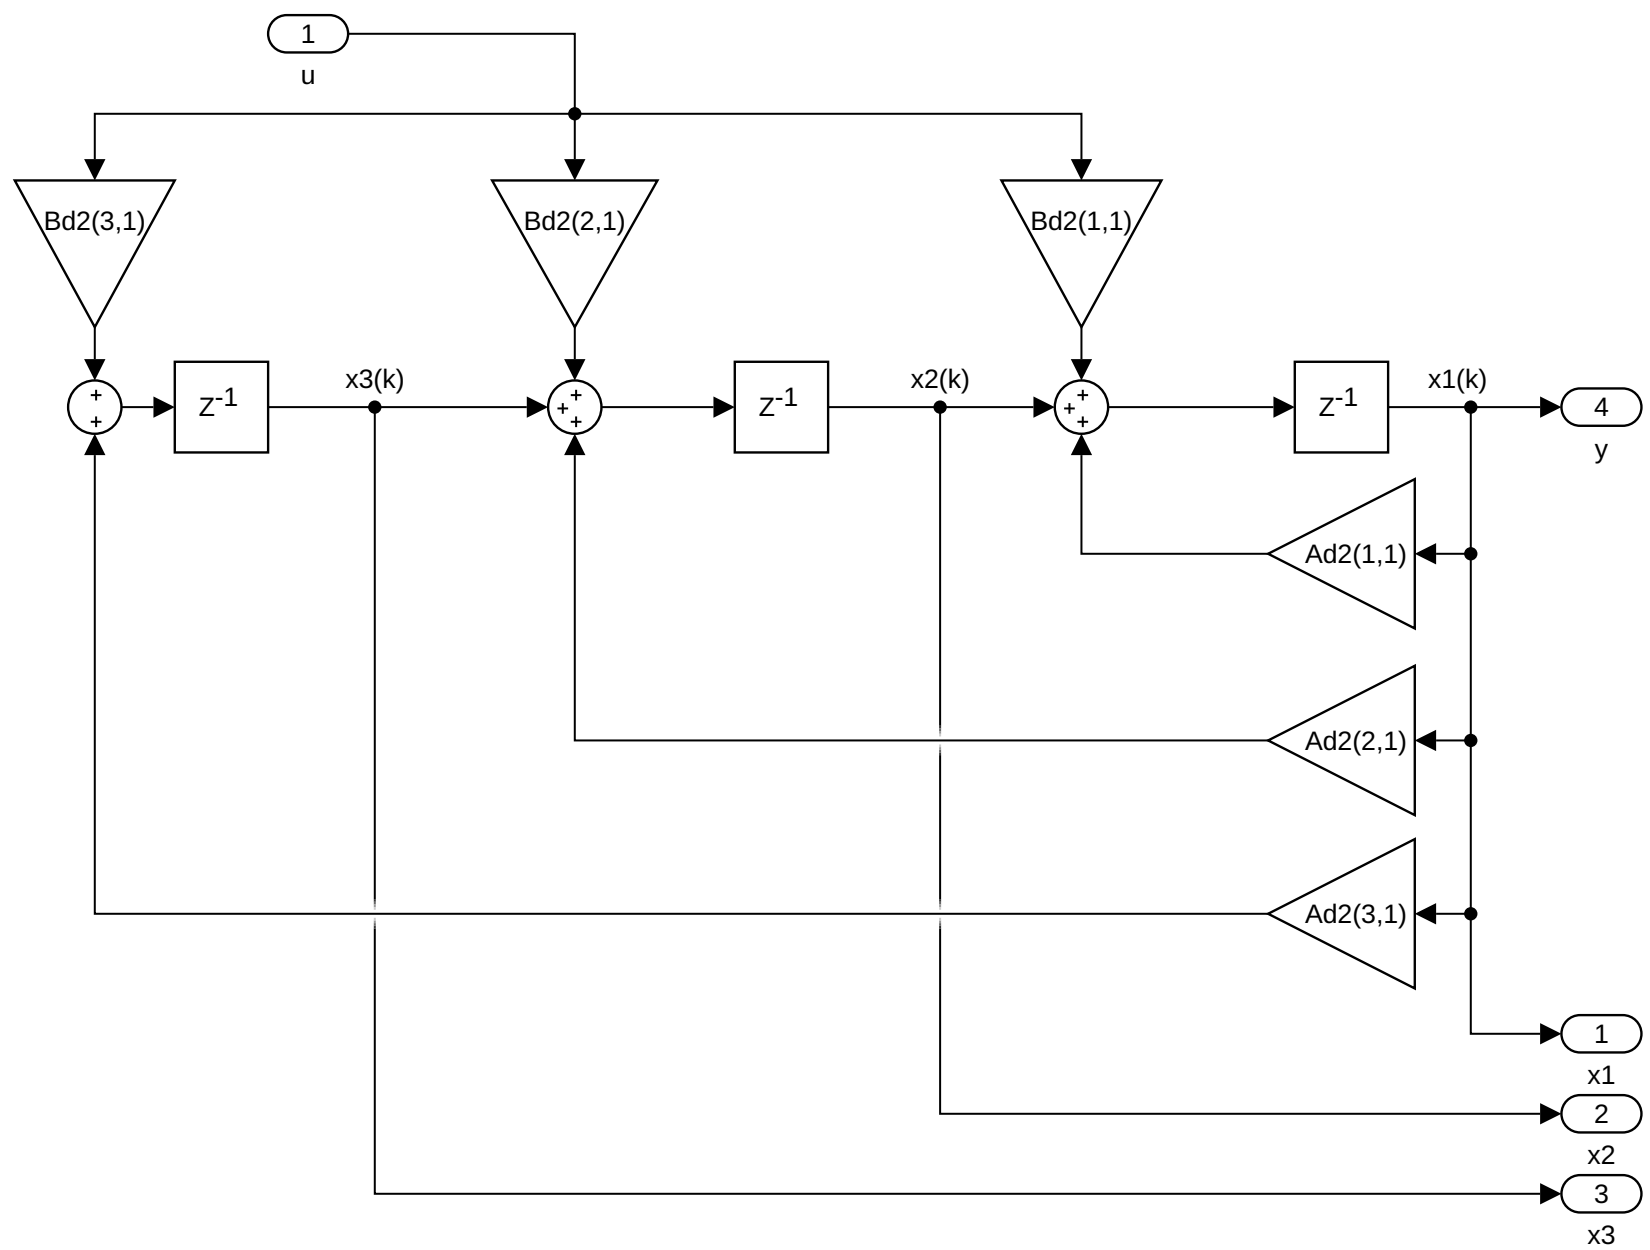 1
u
Bd2(3,1)
Bd2(2,1)
Bd2(1,1)
x3(k)
x2(k)
x1(k)
+
+
Z-1
+
+
+
Z-1
+
+
+
Z-1
4
y
Ad2(1,1)
Ad2(2,1)
Ad2(3,1)
1
x1
2
x2
3
x3